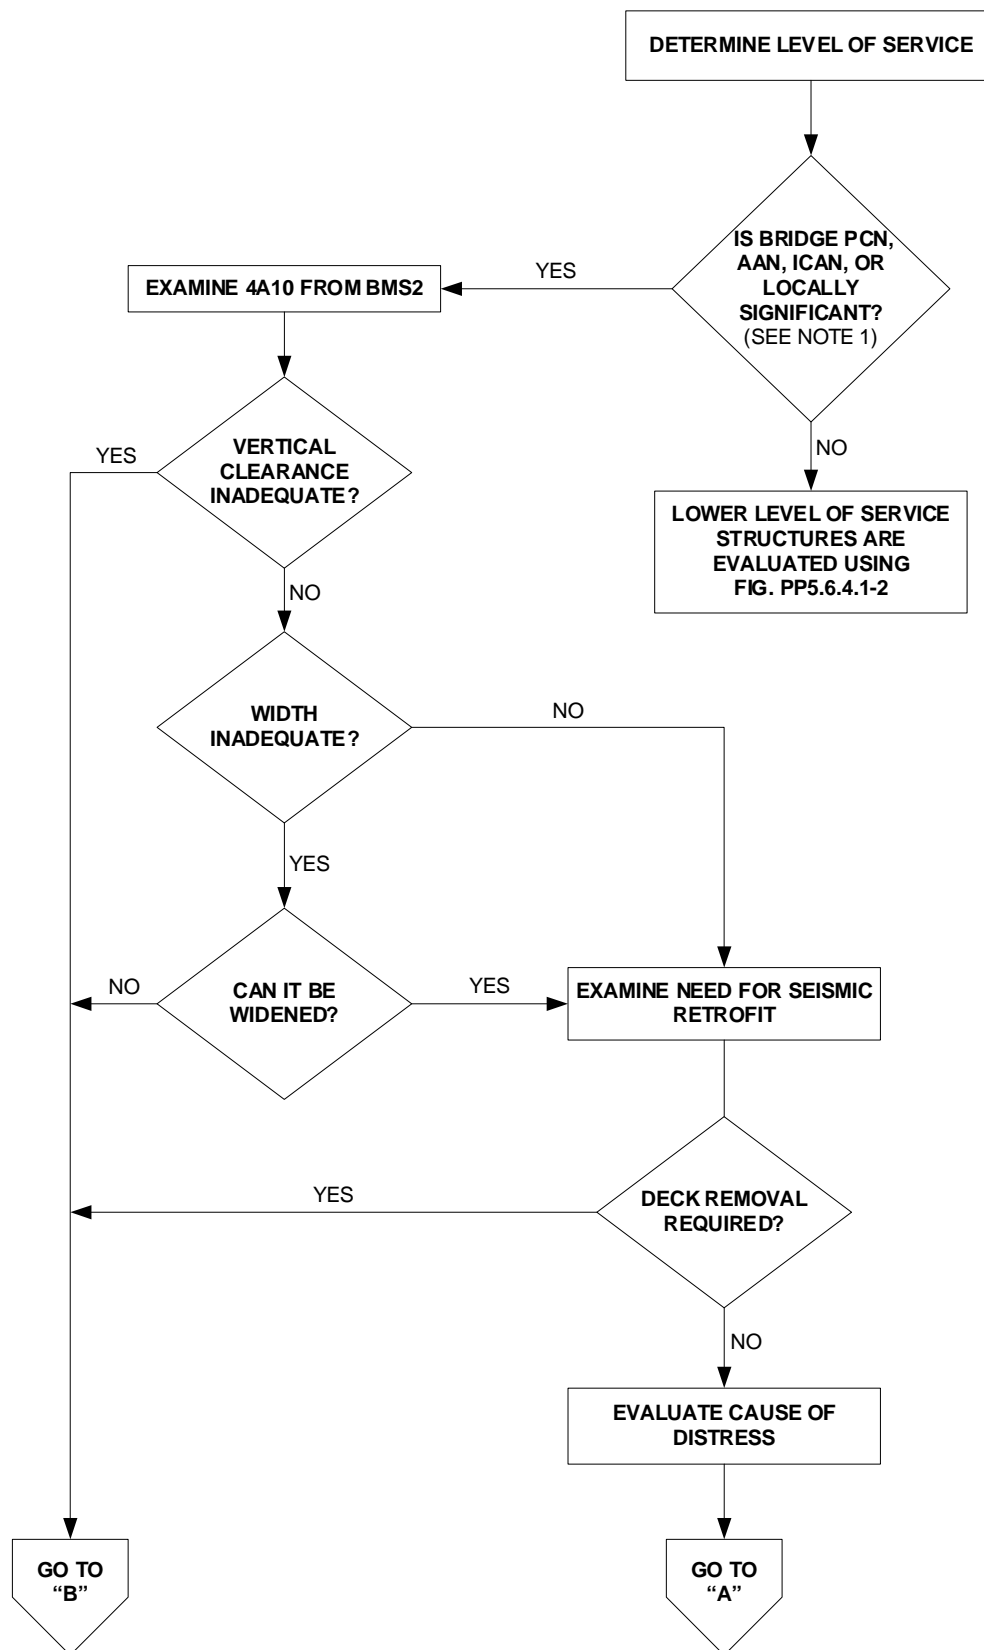 DETERMINE LEVEL OF SERVICE
IS BRIDGE PCN,
AAN, ICAN, OR
LOCALLY
SIGNIFICANT?
(SEE NOTE 1)
YES
EXAMINE 4A10 FROM BMS2
NO
LOWER LEVEL OF SERVICE
STRUCTURES ARE
EVALUATED USING
FIG. PP5.6.4.1-2
VERTICAL
CLEARANCE
INADEQUATE?
YES
NO
WIDTH
INADEQUATE?
NO
YES
CAN IT BE
WIDENED?
NO
YES
EXAMINE NEED FOR SEISMIC
RETROFIT
DECK REMOVAL
REQUIRED?
YES
NO
EVALUATE CAUSE OF
DISTRESS
GO TO
“B”
GO TO
“A”